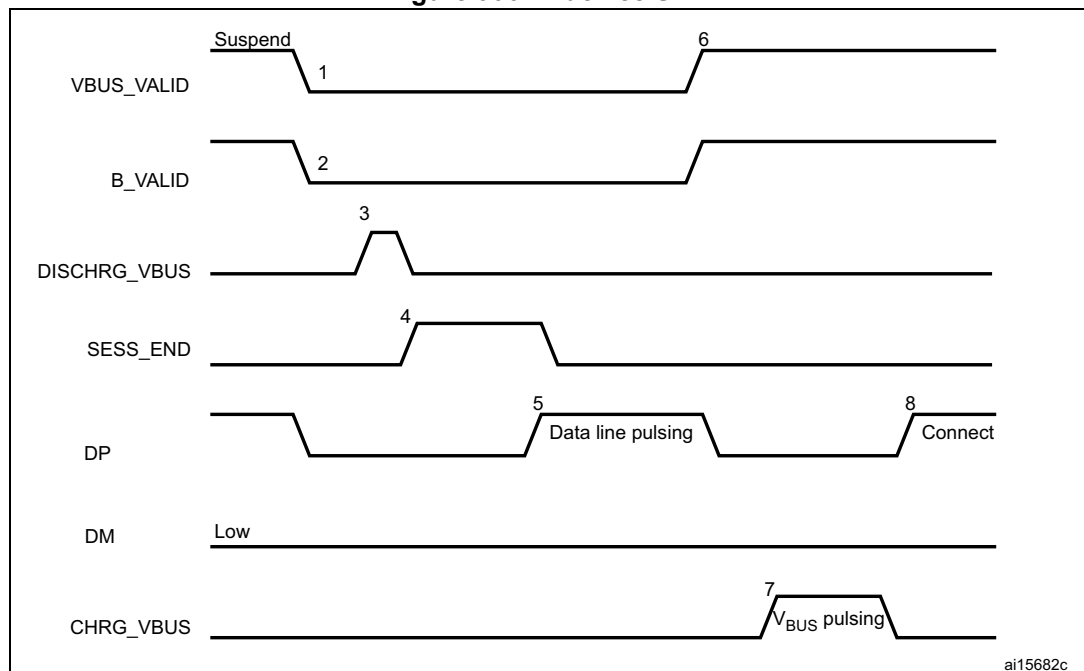 Suspend
6
VBUS_VALID
1
B_VALID
2
3
DISCHRG_VBUS
4
SESS_END
5
8
DP
Data line pulsing
Connect
DM
Low
7
CHRG_VBUS
VBUS pulsing
ai15682c